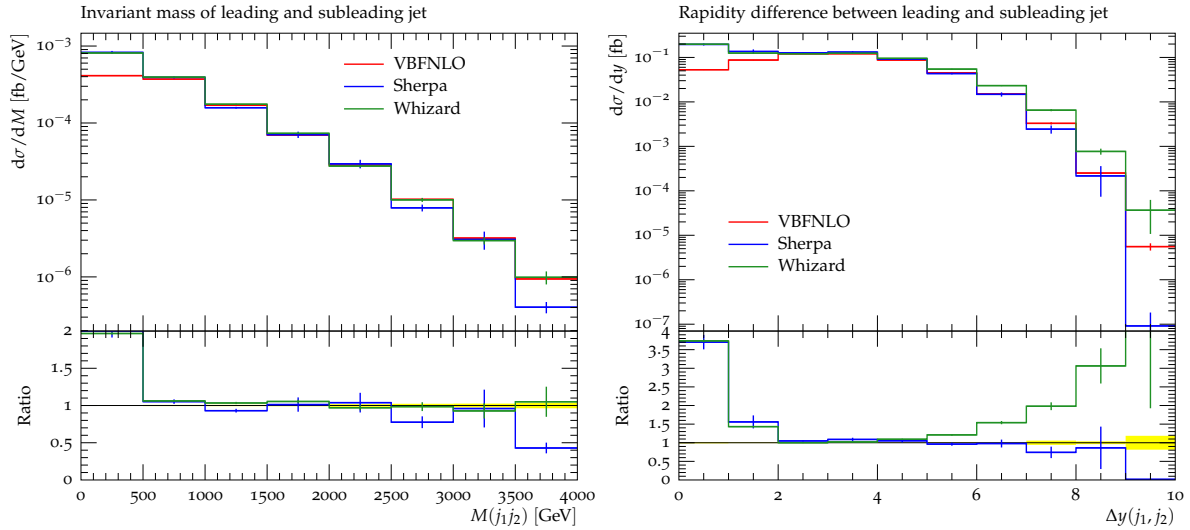 Invariant mass of leading and subleading jet
VBFNLO
Sherpa
Whizard
10⁻³
10⁻⁴
10⁻⁵
10⁻⁶
dσ/dM [fb/GeV]
2
1.5
1
0.5
0
Ratio
0 500 1000 1500 2000 2500 3000 3500 4000
M(j₁j₂) [GeV]
Rapidity difference between leading and subleading jet
VBFNLO
Sherpa
Whizard
10⁻¹
10⁻²
10⁻³
10⁻⁴
10⁻⁵
10⁻⁶
10⁻⁷
dσ/dy [fb]
4
3.5
3
2.5
2
1.5
1
0.5
0
Ratio
0 2 4 6 8 10
Δy(j₁, j₂)